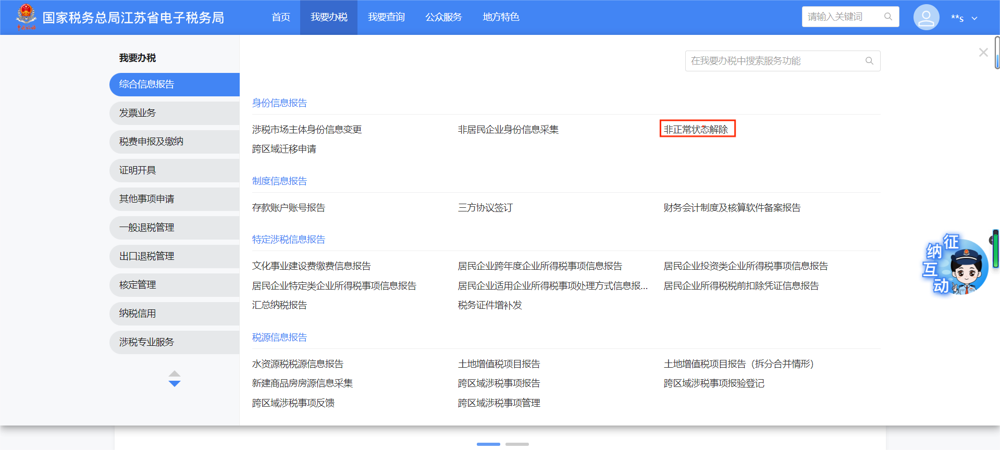 国家税务总局江苏省电子税务局
首页
我要办税
我要查询
公众服务
地方特色
请输入关键词
**s
我要办税
综合信息报告
发票业务
税费申报及缴纳
证明开具
其他事项申请
一般退税管理
出口退税管理
核定管理
纳税信用
涉税专业服务
在我要办税中搜索服务功能
身份信息报告
涉税市场主体身份信息变更
非居民企业身份信息采集
非正常状态解除
跨区域迁移申请
制度信息报告
存款账户账号报告
三方协议签订
财务会计制度及核算软件备案报告
特定涉税信息报告
文化事业建设费缴费信息报告
居民企业跨年度企业所得税事项信息报告
居民企业投资类企业所得税事项信息报告
居民企业特定类企业所得税事项信息报告
居民企业适用企业所得税事项处理方式信息报...
居民企业所得税税前扣除凭证信息报告
汇总纳税报告
税务证件增补发
税源信息报告
水资源税税源信息报告
土地增值税项目报告
土地增值税项目报告（拆分合并情形）
新建商品房房源信息采集
跨区域涉税事项报告
跨区域涉税事项报验登记
跨区域涉税事项反馈
跨区域涉税事项管理
征
纳
互
动